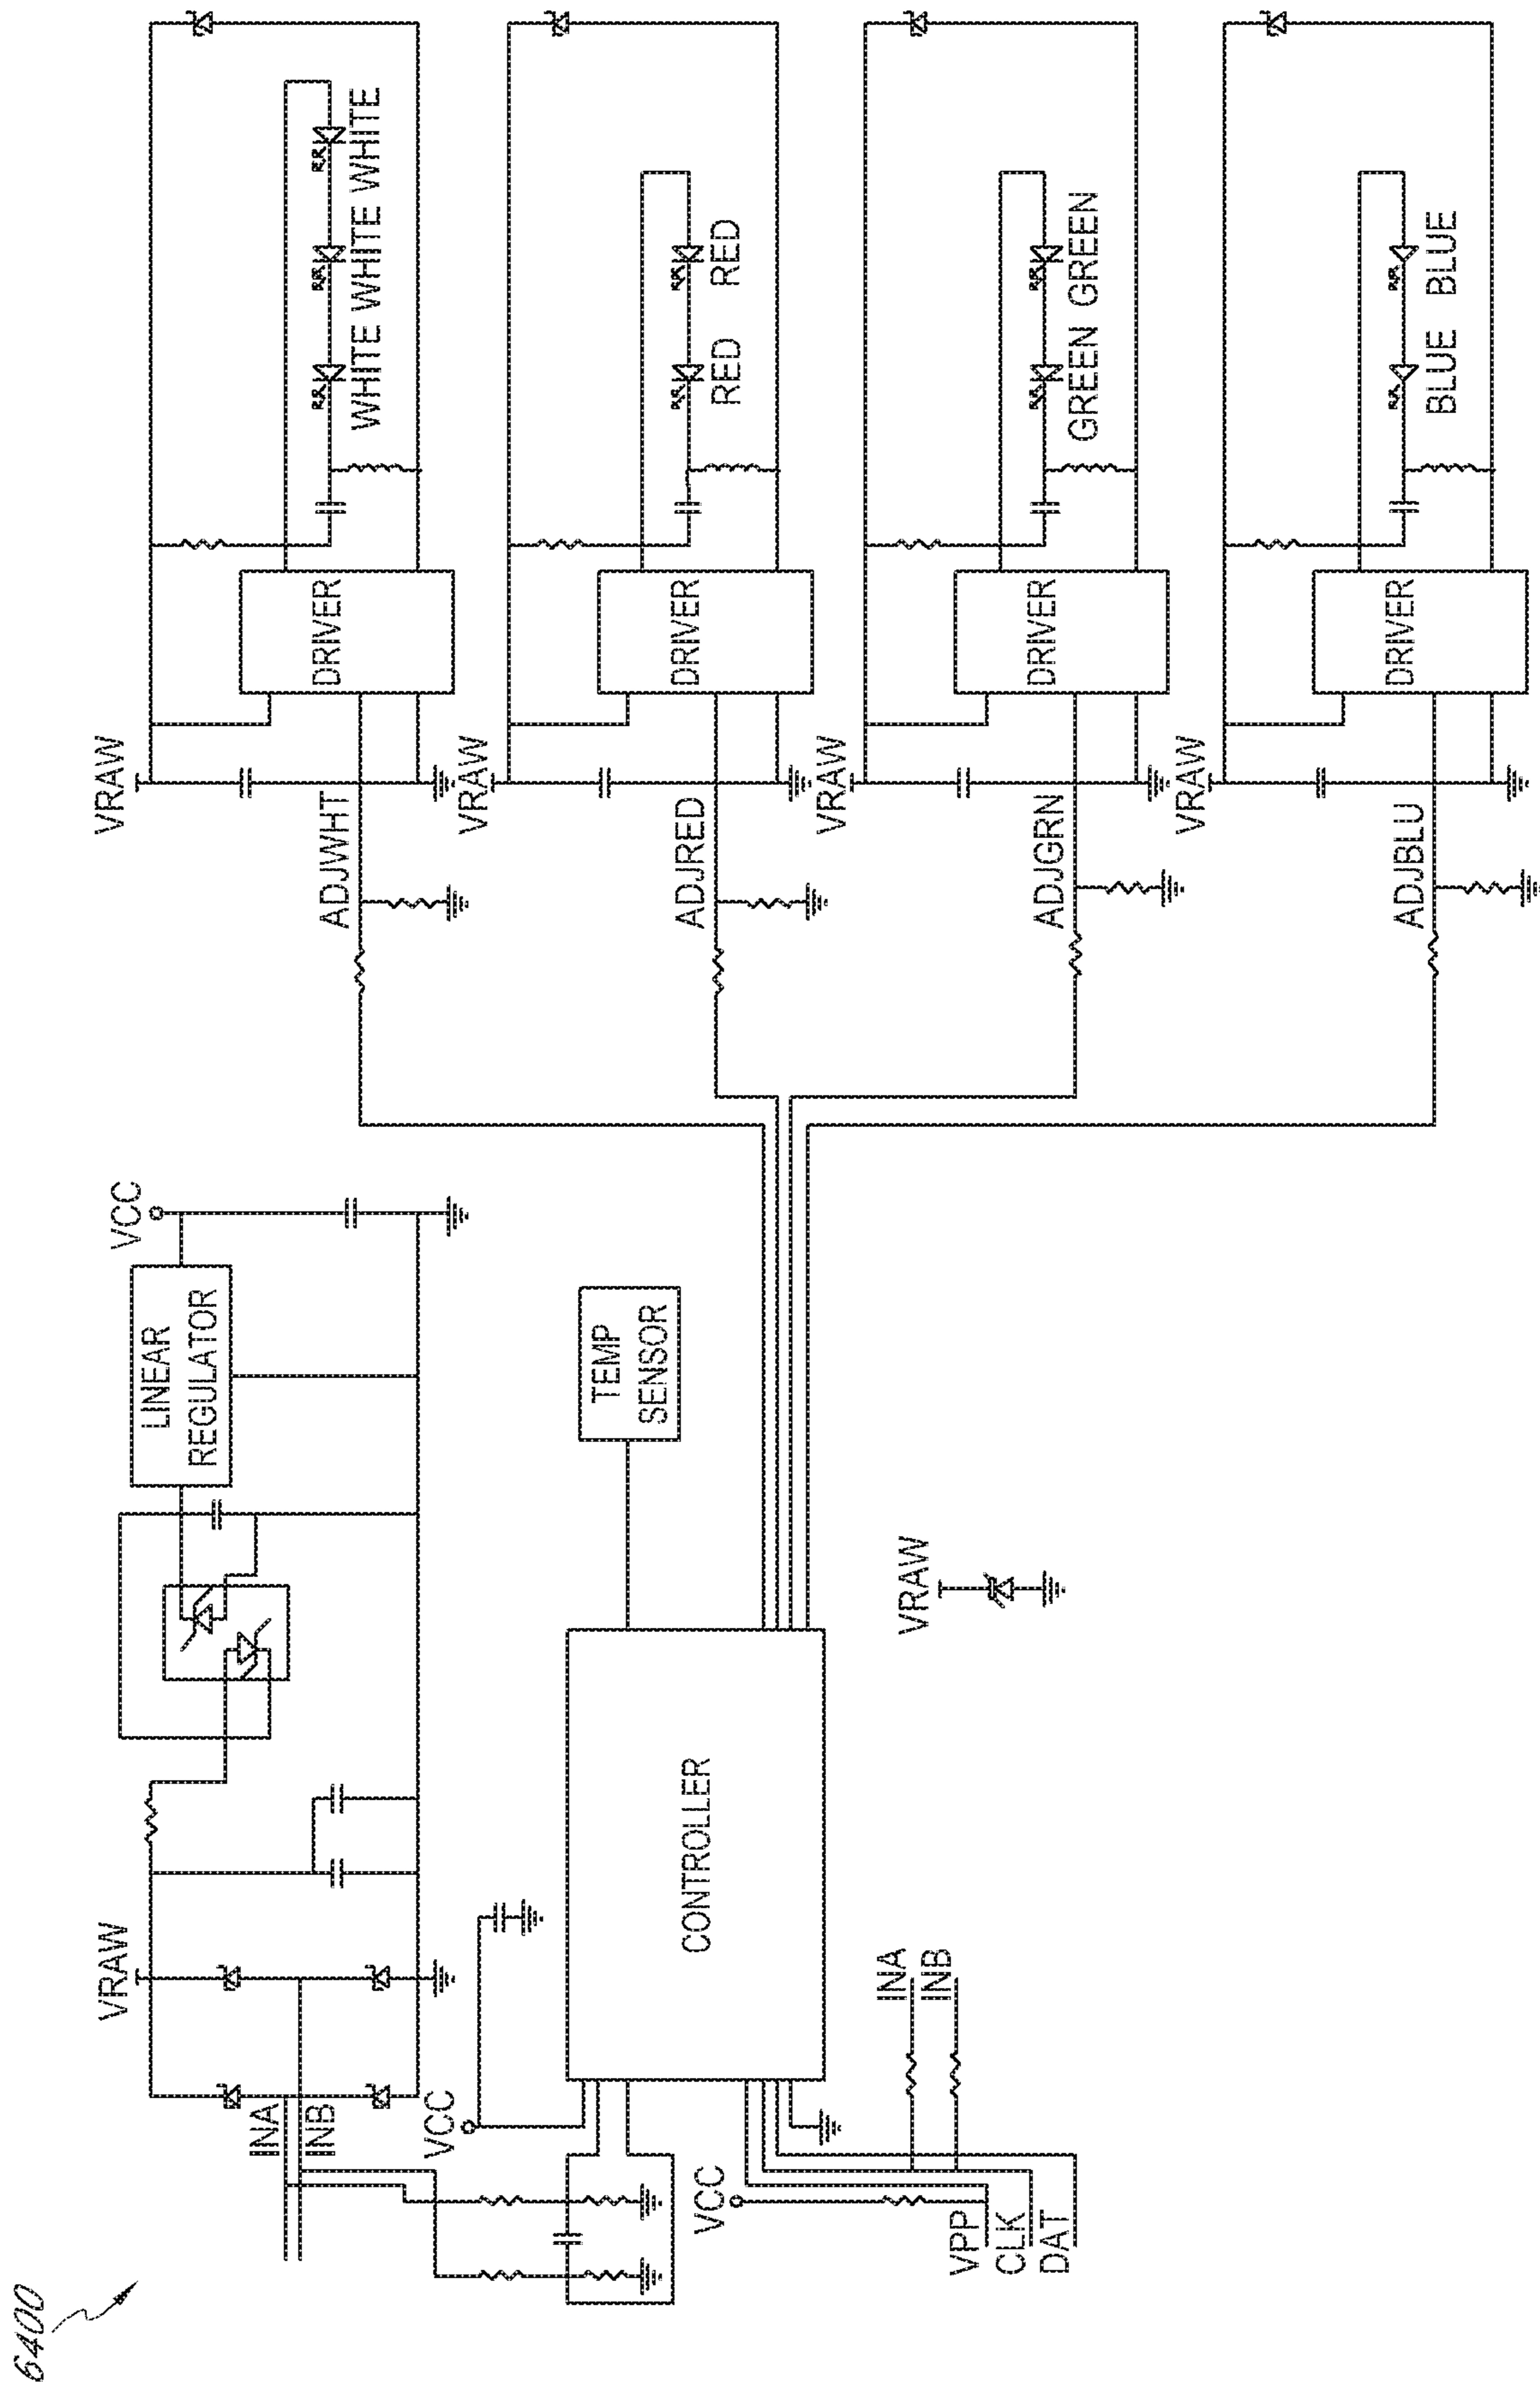 6400
VRAW
INA
INB
LINEAR
REGULATOR
VCC
VCC
CONTROLLER
TEMP
SENSOR
VCC
VPP
CLK
DAT
INA
INB
VRAW
VRAW
ADJWHT
DRIVER
WHITE WHITE WHITE
VRAW
ADJRED
DRIVER
RED RED
VRAW
ADJGRN
DRIVER
GREEN GREEN
VRAW
ADJBLU
DRIVER
BLUE BLUE